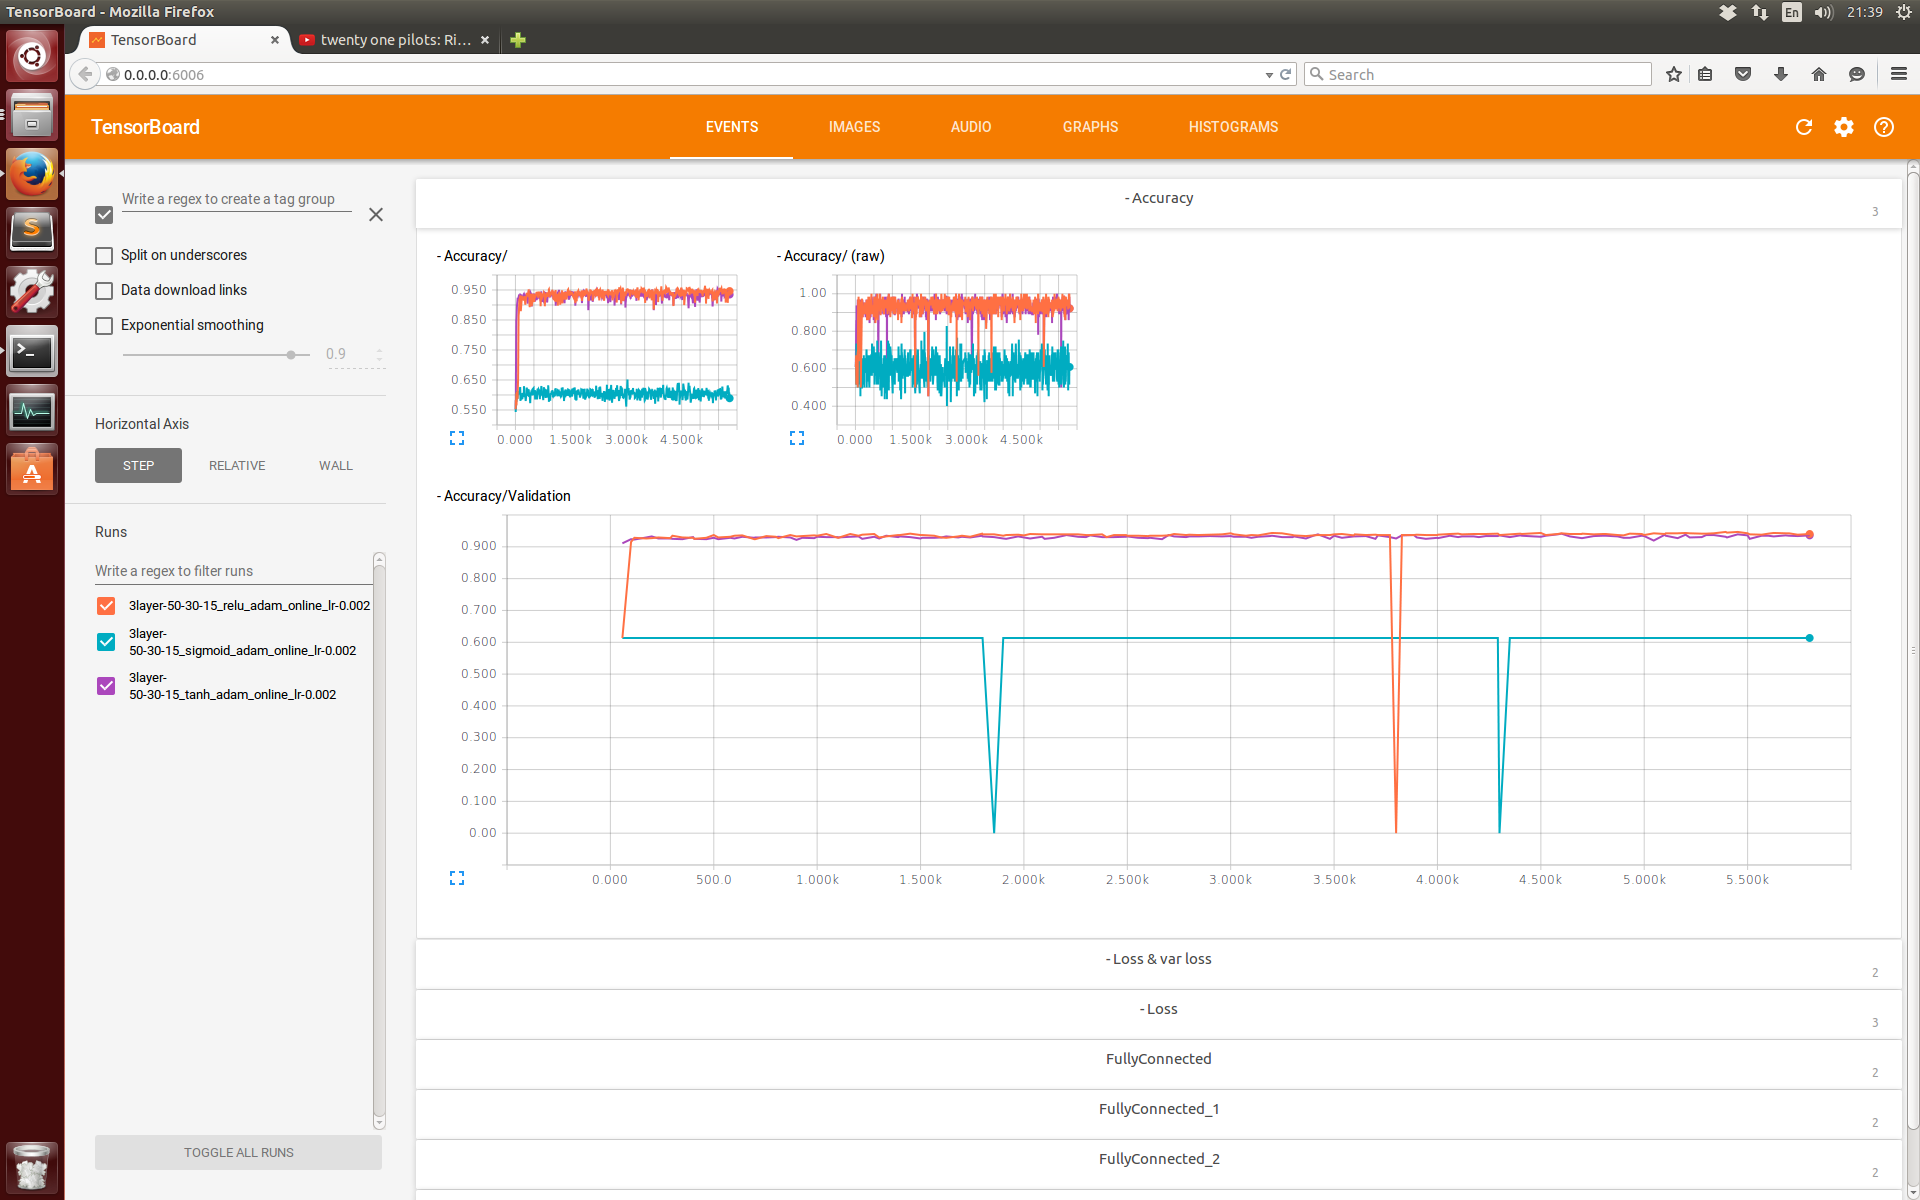 TensorBoard - Mozilla Firefox
En
21:39
TensorBoard
twenty one pilots: Ri...
0.0.0.0:6006
Search
TensorBoard
EVENTS
IMAGES
AUDIO
GRAPHS
HISTOGRAMS
Write a regex to create a tag group
Split on underscores
Data download links
Exponential smoothing
0.9
Horizontal Axis
STEP
RELATIVE
WALL
Runs
Write a regex to filter runs
3layer-50-30-15_relu_adam_online_lr-0.002
3layer-
50-30-15_sigmoid_adam_online_lr-0.002
3layer-
50-30-15_tanh_adam_online_lr-0.002
TOGGLE ALL RUNS
- Accuracy
3
- Accuracy/
0.950
0.850
0.750
0.650
0.550
0.000 1.500k 3.000k 4.500k
- Accuracy/ (raw)
1.00
0.800
0.600
0.400
0.000 1.500k 3.000k 4.500k
- Accuracy/Validation
0.900
0.800
0.700
0.600
0.500
0.400
0.300
0.200
0.100
0.00
0.000 500.0 1.000k 1.500k 2.000k 2.500k 3.000k 3.500k 4.000k 4.500k 5.000k 5.500k
- Loss & var loss
2
- Loss
3
FullyConnected
2
FullyConnected_1
2
FullyConnected_2
2